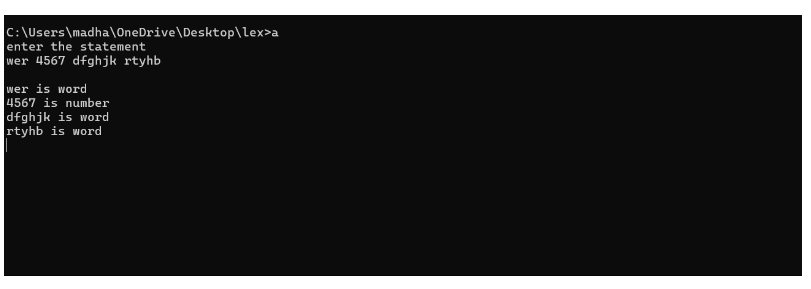 C:\Users\madha\OneDrive\Desktop\lex>a
enter the statement
wer 4567 dfghjk rtyhb
wer is word
4567 is number
dfghjk is word
rtyhb is word